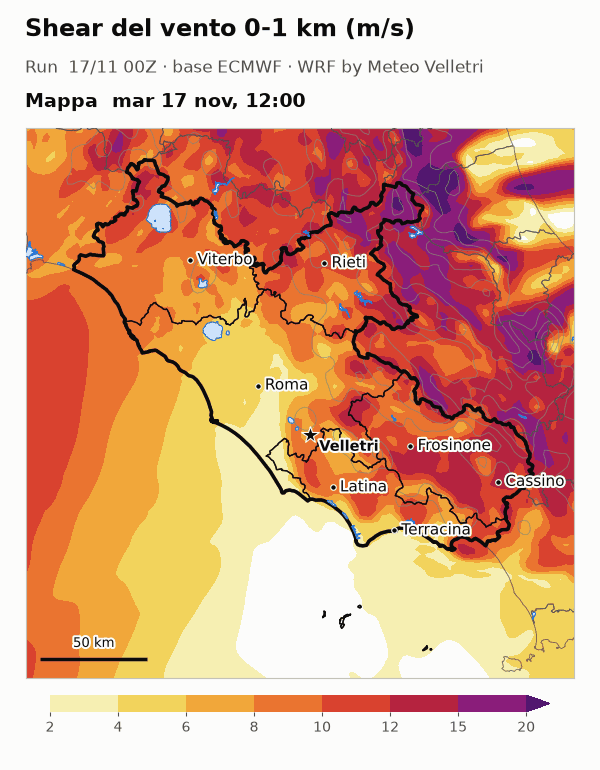 Shear del vento 0-1 km (m/s)
Run  17/11 00Z · base ECMWF · WRF by Meteo Velletri
Mappa  mar 17 nov, 12:00
Viterbo
Rieti
Roma
Velletri
Frosinone
Latina
Cassino
Terracina
50 km
2 4 6 8 10 12 15 20